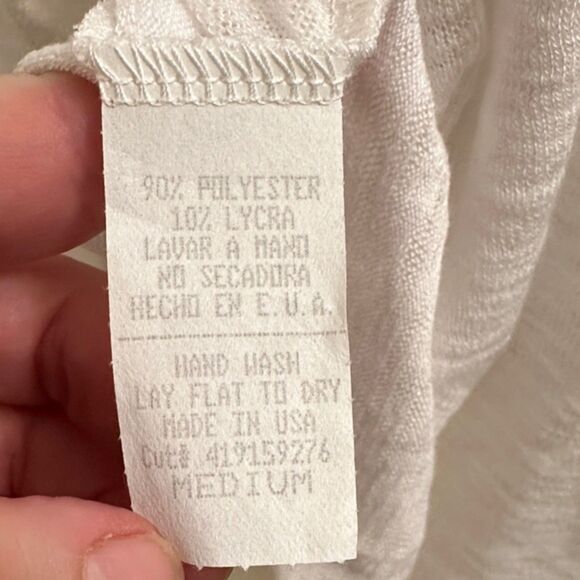 90% POLYESTER
10% LYCRA
LAVAR A MANO
NO SECADORA
HECHO EN E.U.A.
HAND WASH
LAY FLAT TO DRY
MADE IN USA
Cut# 419159276
MEDIUM